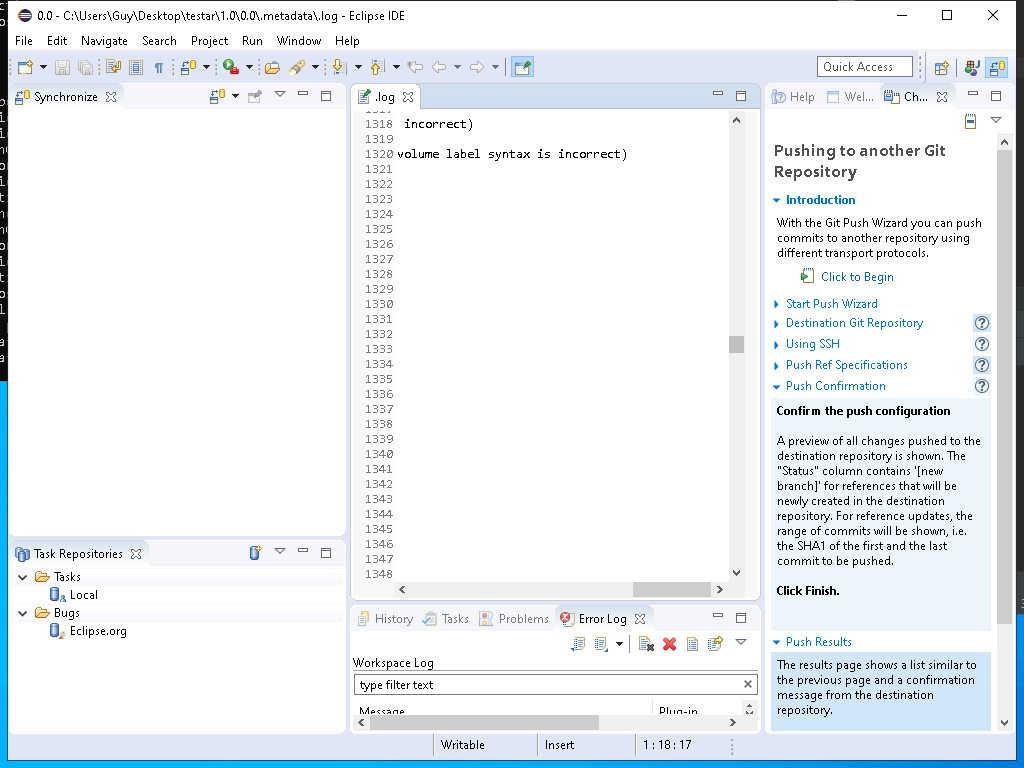 0.0 - C:\Users\Guy\Desktop\testar\1.0\0.0\.metadata\.log - Eclipse IDE
File Edit Navigate Search Project Run Window Help
Quick Access
Synchronize
.log
1318 incorrect)
1319
1320 volume label syntax is incorrect)
1321
1322
1323
1324
1325
1326
1327
1328
1329
1330
1331
1332
1333
1334
1335
1336
1337
1338
1339
1340
1341
1342
1343
1344
1345
1346
1347
1348
Task Repositories
Tasks
Local
Bugs
Eclipse.org
History Tasks Problems Error Log
Workspace Log
type filter text
Message Plug-in
Help Wel... Ch...
Pushing to another Git
Repository
Introduction
With the Git Push Wizard you can push
commits to another repository using
different transport protocols.
Click to Begin
Start Push Wizard
Destination Git Repository
Using SSH
Push Ref Specifications
Push Confirmation
Confirm the push configuration
A preview of all changes pushed to the
destination repository is shown. The
"Status" column contains '[new
branch]' for references that will be
newly created in the destination
repository. For reference updates, the
range of commits will be shown, i.e.
the SHA1 of the first and the last
commit to be pushed.
Click Finish.
Push Results
The results page shows a list similar to
the previous page and a confirmation
message from the destination
repository.
Writable Insert 1 : 18 : 17